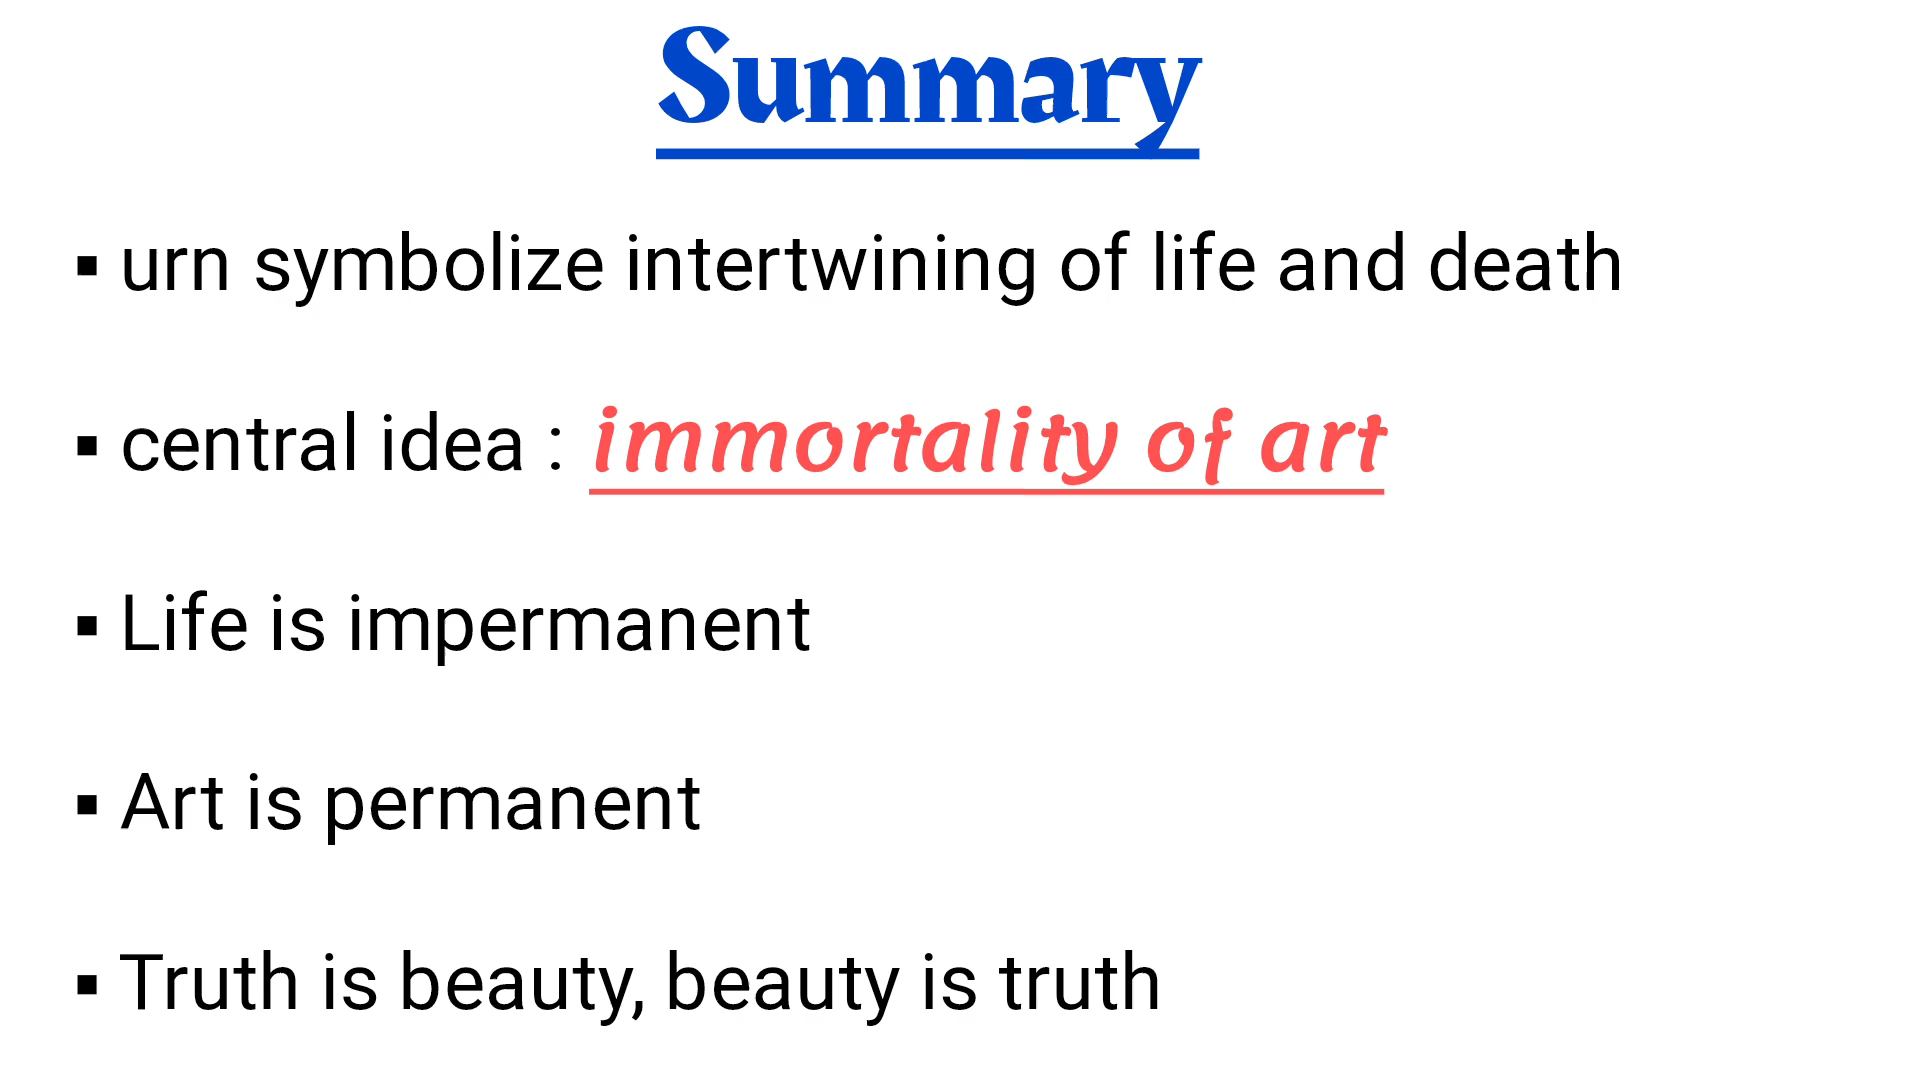 Summary
▪ urn symbolize intertwining of life and death
▪ central idea : immortality of art
▪ Life is impermanent
▪ Art is permanent
▪ Truth is beauty, beauty is truth